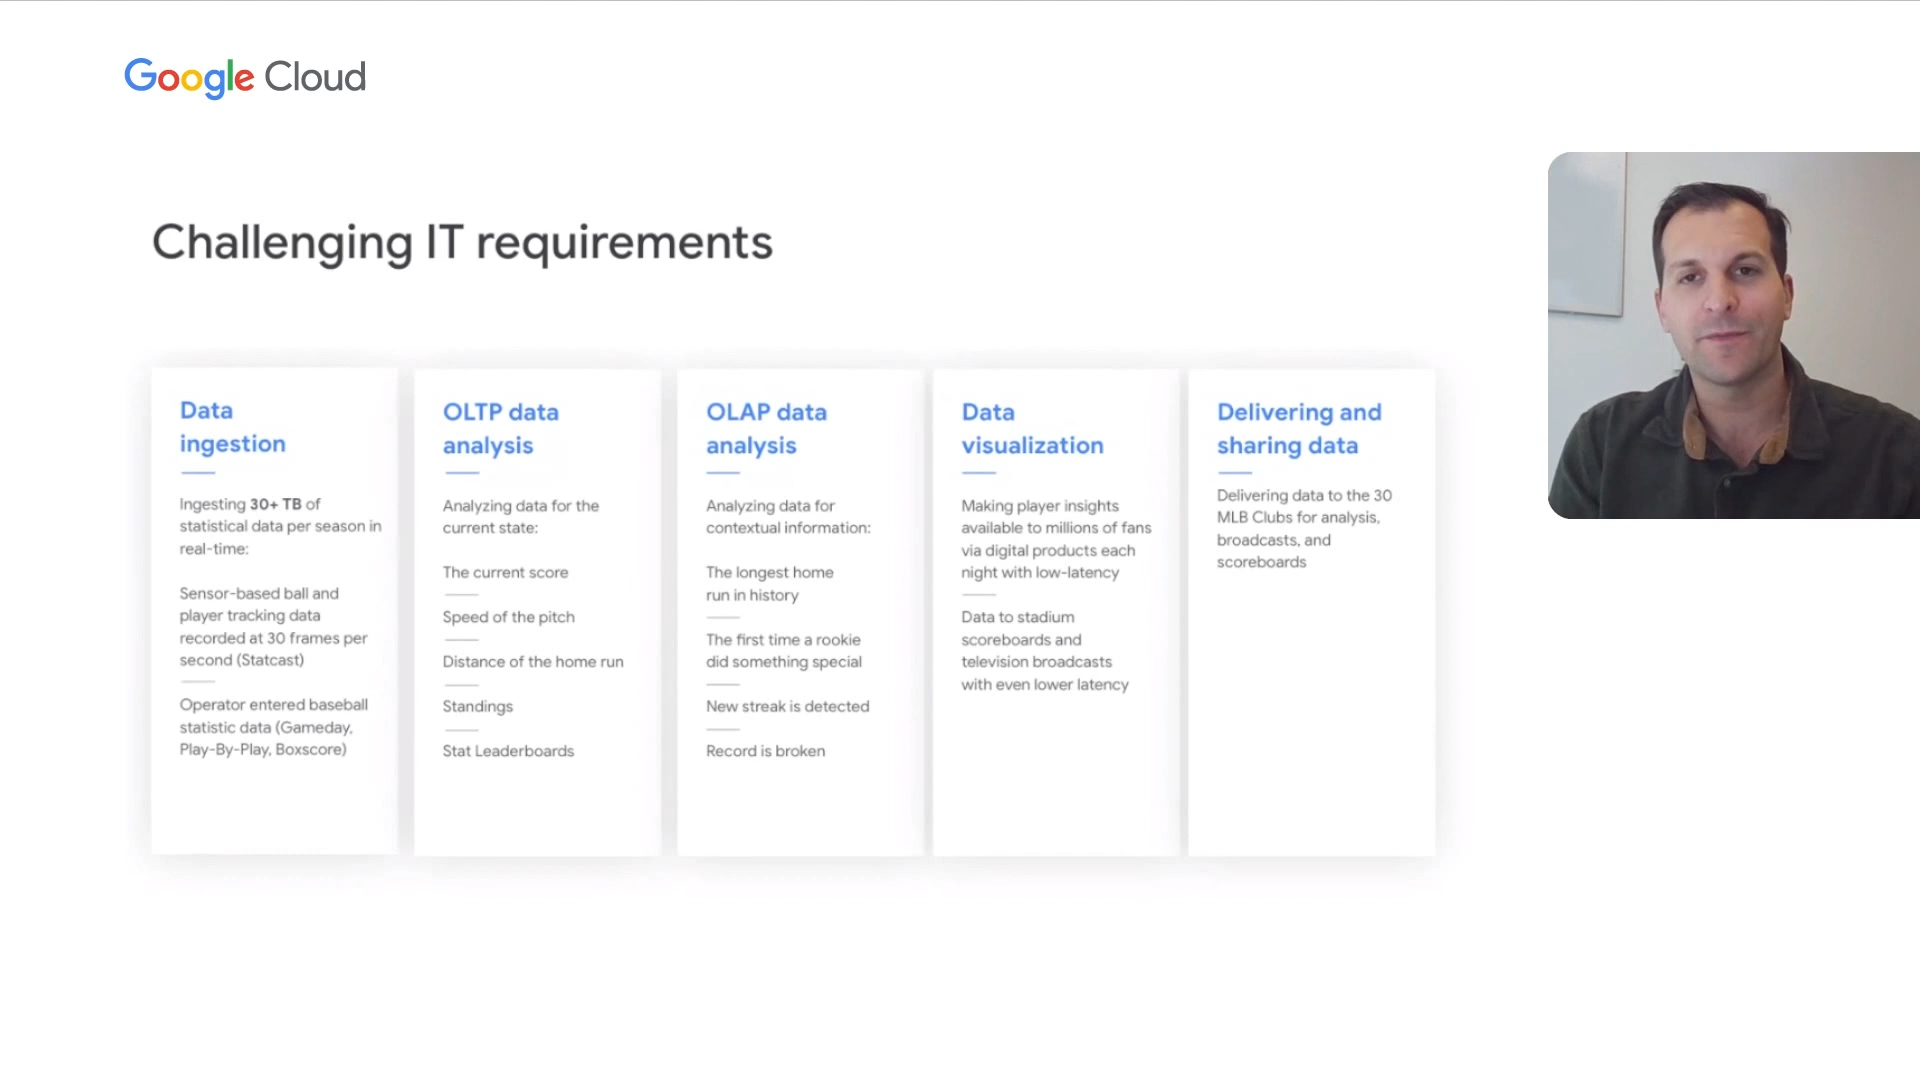 Google Cloud
Challenging IT requirements
Data
ingestion
Ingesting 30+ TB of
statistical data per season in
real-time:
Sensor-based ball and
player tracking data
recorded at 30 frames per
second (Statcast)
Operator entered baseball
statistic data (Gameday,
Play-By-Play, Boxscore)
OLTP data
analysis
Analyzing data for the
current state:
The current score
Speed of the pitch
Distance of the home run
Standings
Stat Leaderboards
OLAP data
analysis
Analyzing data for
contextual information:
The longest home
run in history
The first time a rookie
did something special
New streak is detected
Record is broken
Data
visualization
Making player insights
available to millions of fans
via digital products each
night with low-latency
Data to stadium
scoreboards and
television broadcasts
with even lower latency
Delivering and
sharing data
Delivering data to the 30
MLB Clubs for analysis,
broadcasts, and
scoreboards